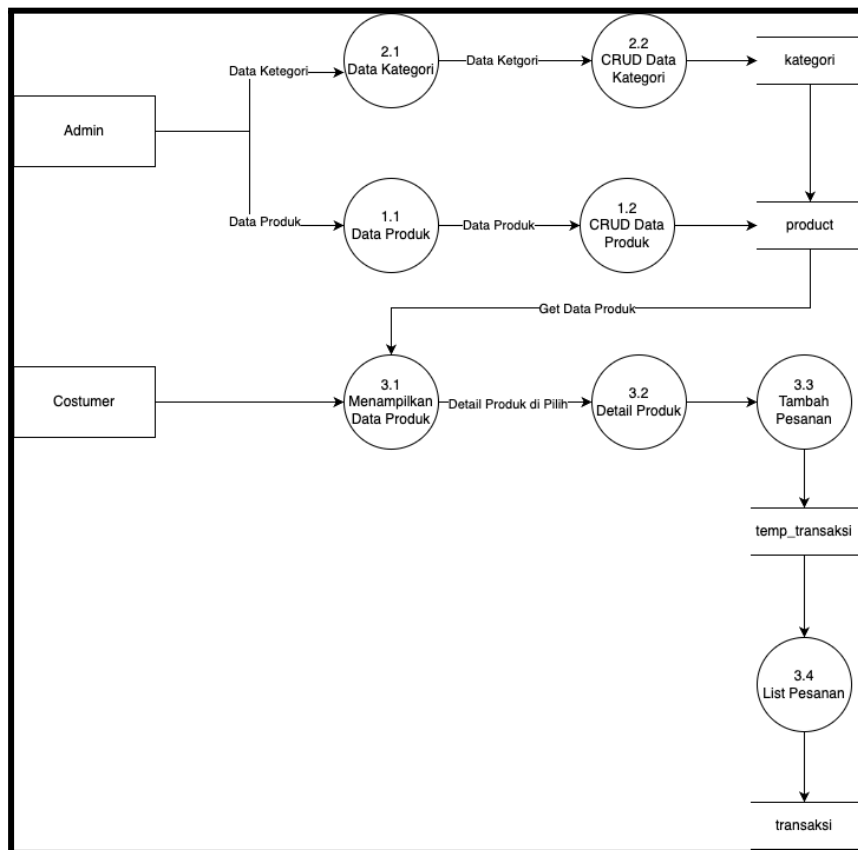 2.1
Data Kategori
2.2
CRUD Data
Kategori
kategori
Data Ketegori
Data Ketgori
Admin
1.1
Data Produk
1.2
CRUD Data
Produk
product
Data Produk
Data Produk
Get Data Produk
Costumer
3.1
Menampilkan
Data Produk
Detail Produk di Pilih
3.2
Detail Produk
3.3
Tambah
Pesanan
temp_transaksi
3.4
List Pesanan
transaksi